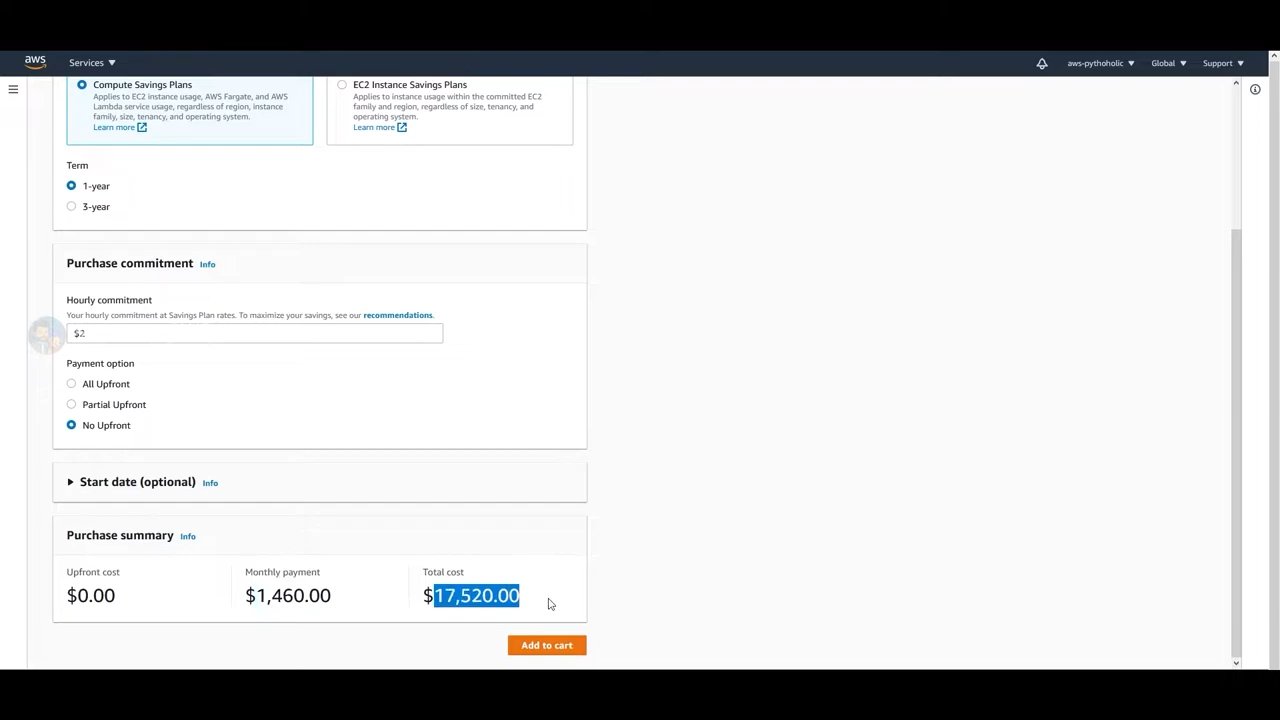 aws
Services
aws-pythoholic
Global
Support
Compute Savings Plans
Applies to EC2 instance usage, AWS Fargate, and AWS
Lambda service usage, regardless of region, instance
family, size, tenancy, and operating system.
Learn more
EC2 Instance Savings Plans
Applies to instance usage within the committed EC2
family and region, regardless of size, tenancy, and
operating system.
Learn more
Term
1-year
3-year
Purchase commitment Info
Hourly commitment
Your hourly commitment at Savings Plan rates. To maximize your savings, see our recommendations.
$2
Payment option
All Upfront
Partial Upfront
No Upfront
Start date (optional) Info
Purchase summary Info
Upfront cost
$0.00
Monthly payment
$1,460.00
Total cost
$17,520.00
Add to cart